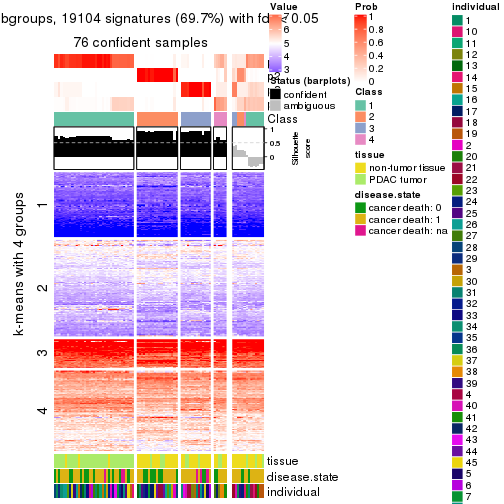 bgroups, 19104 signatures (69.7%) with fdr < 0.05
76 confident samples
p2
Class
1
0.5
0
Silhouette
score
k-means with 4 groups
1
2
3
4
tissue
disease.state
individual
Value
7
6
5
4
3
Status (barplots)
confident
ambiguous
Prob
1
0.8
0.6
0.4
0.2
0
Class
1
2
3
4
tissue
non-tumor tissue
PDAC tumor
disease.state
cancer death: 0
cancer death: 1
cancer death: na
individual
1
10
11
12
13
14
15
16
17
18
19
2
20
21
22
23
24
25
26
27
28
29
3
30
31
32
33
34
35
36
37
38
39
4
40
41
42
43
44
45
5
6
7